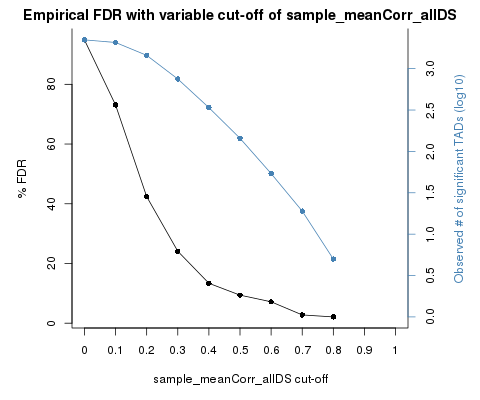 Empirical FDR with variable cut-off of sample_meanCorr_allDS
% FDR
80
60
40
20
0
3.0
2.5
2.0
1.5
1.0
0.5
0.0
Observed # of significant TADs (log10)
0 0.1 0.2 0.3 0.4 0.5 0.6 0.7 0.8 0.9 1
sample_meanCorr_allDS cut-off